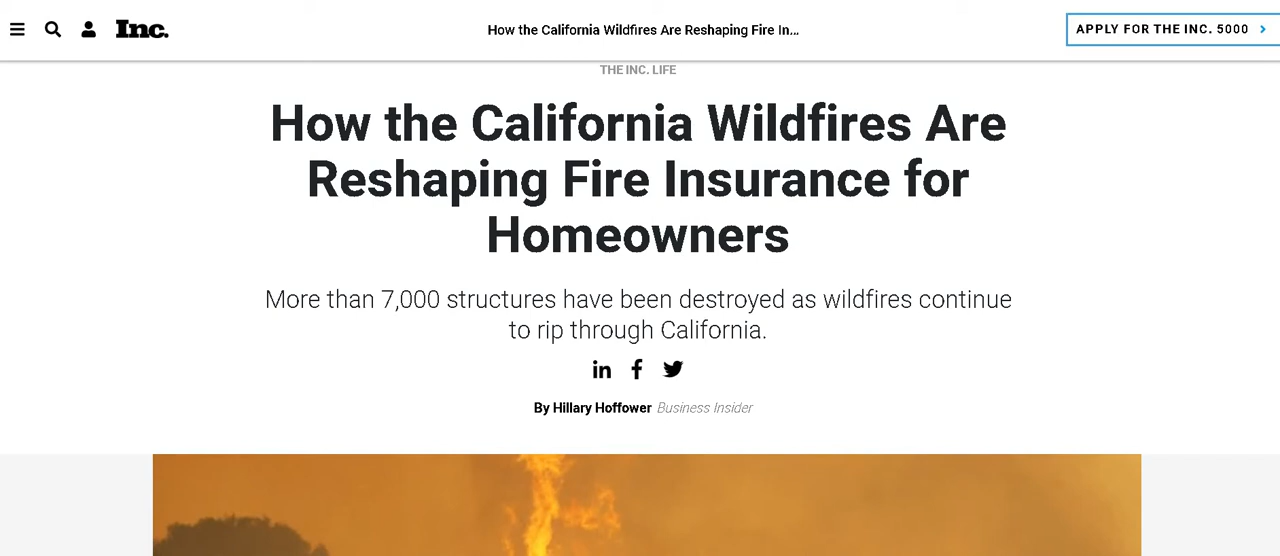 Inc.
How the California Wildfires Are Reshaping Fire In...
APPLY FOR THE INC. 5000
THE INC. LIFE
How the California Wildfires Are
Reshaping Fire Insurance for
Homeowners
More than 7,000 structures have been destroyed as wildfires continue
to rip through California.
in f
By Hillary Hoffower Business Insider